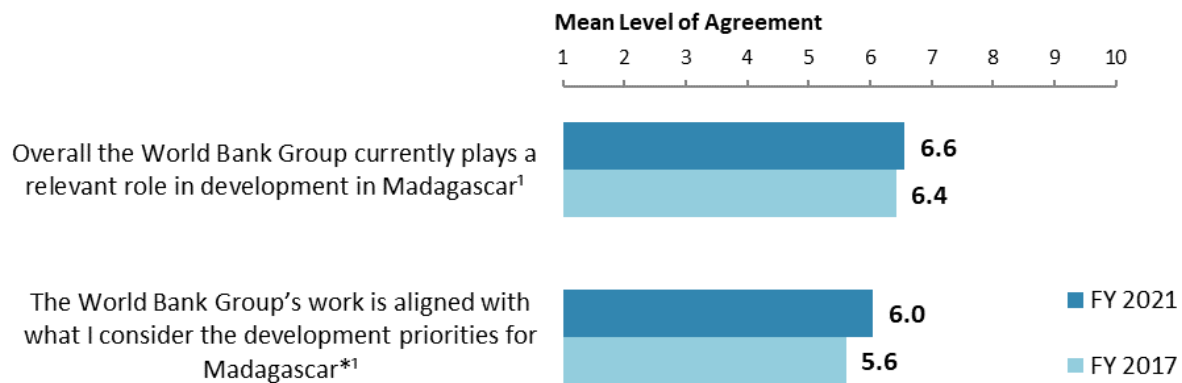 Mean Level of Agreement
1 2 3 4 5 6 7 8 9 10
Overall the World Bank Group currently plays a
relevant role in development in Madagascar¹
6.6
6.4
The World Bank Group’s work is aligned with
what I consider the development priorities for
Madagascar*¹
6.0
5.6
FY 2021
FY 2017